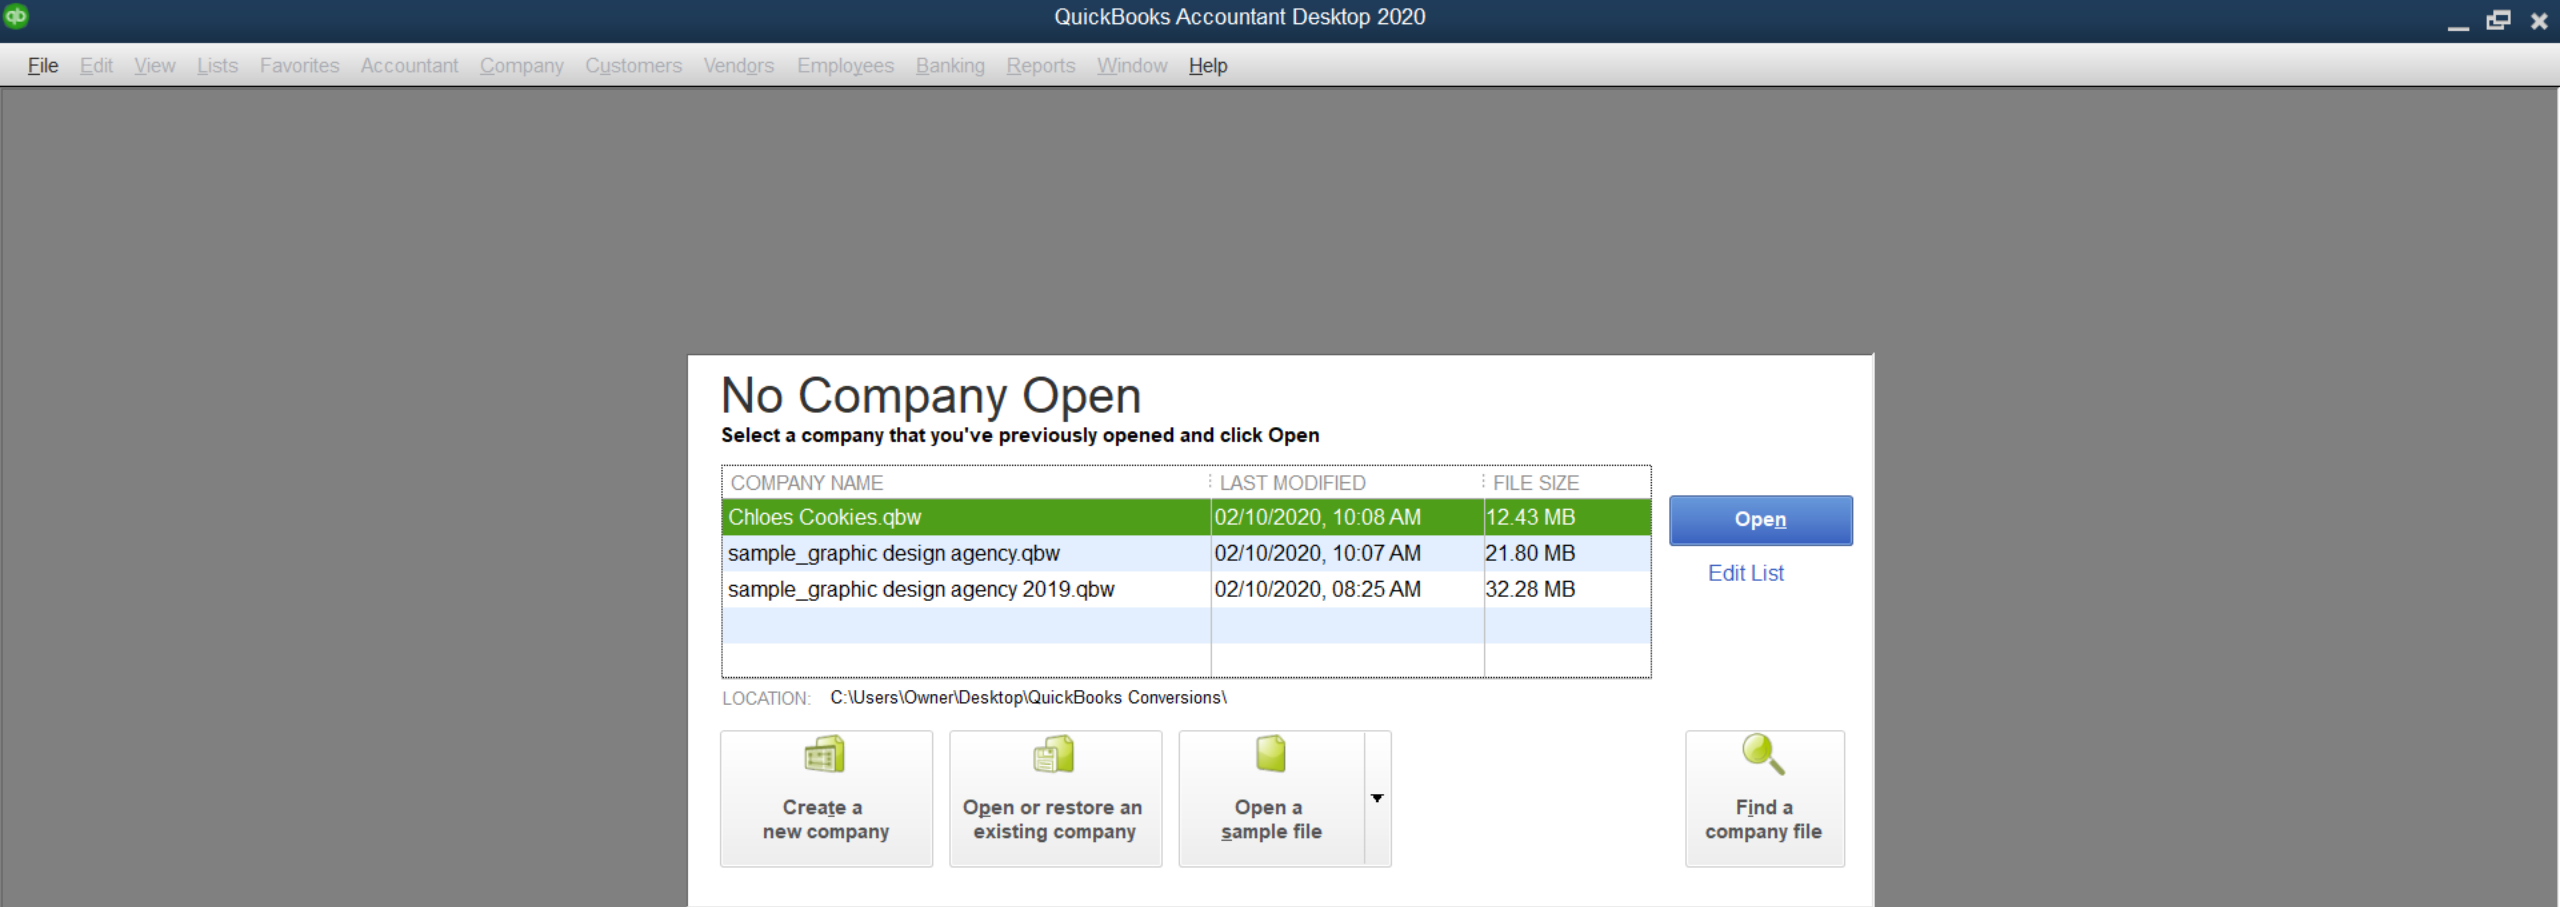 qb
QuickBooks Accountant Desktop 2020
File Edit View Lists Favorites Accountant Company Customers Vendors Employees Banking Reports Window Help
No Company Open
Select a company that you've previously opened and click Open
COMPANY NAME LAST MODIFIED FILE SIZE
Chloes Cookies.qbw 02/10/2020, 10:08 AM 12.43 MB
Open
sample_graphic design agency.qbw 02/10/2020, 10:07 AM 21.80 MB
Edit List
sample_graphic design agency 2019.qbw 02/10/2020, 08:25 AM 32.28 MB
LOCATION: C:\Users\Owner\Desktop\QuickBooks Conversions\
Create a
new company
Open or restore an
existing company
Open a
sample file
Find a
company file